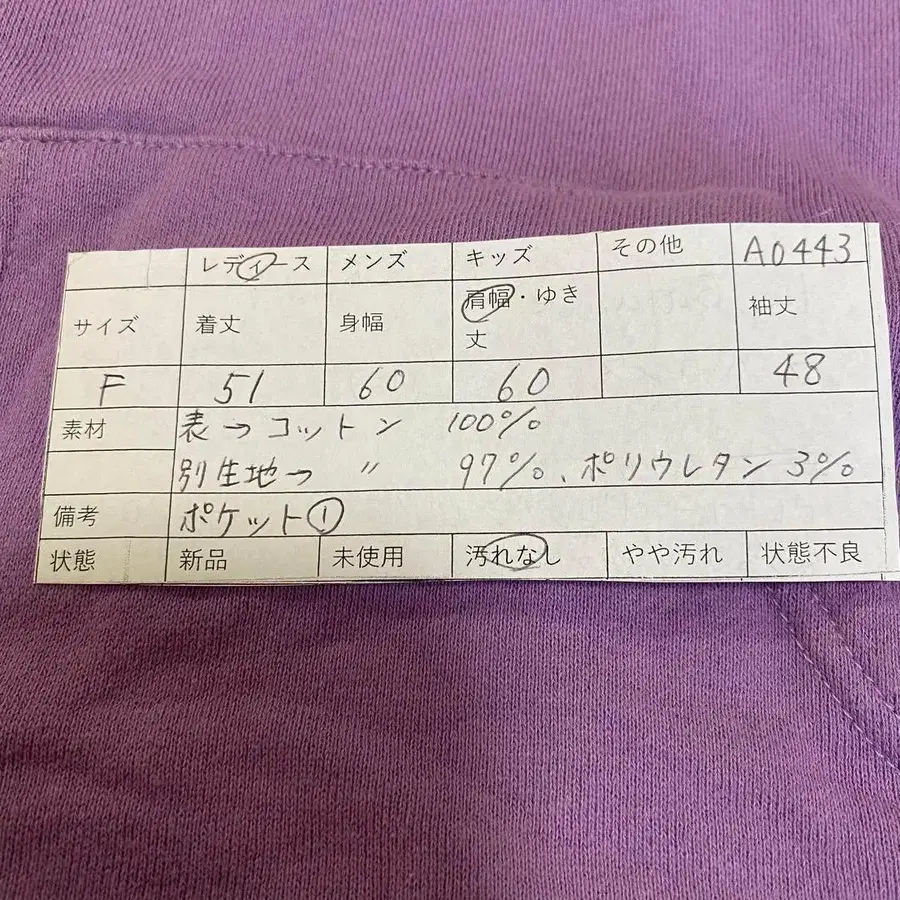 レディース メンズ キッズ その他 A0443
サイズ 着丈 身幅 肩幅・ゆき丈 袖丈
F 51 60 60 48
素材 表→コットン 100%
別生地→ 〃 97%、ポリウレタン 3%
備考 ポケット①
状態 新品 未使用 汚れなし やや汚れ 状態不良